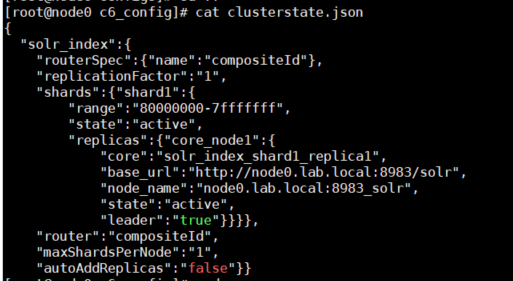 [root@node0 c6_config]# cat clusterstate.json
{
  "solr_index":{
    "routerSpec":{"name":"compositeId"},
    "replicationFactor":"1",
    "shards":{"shard1":{
        "range":"80000000-7fffffff",
        "state":"active",
        "replicas":{"core_node1":{
            "core":"solr_index_shard1_replica1",
            "base_url":"http://node0.lab.local:8983/solr",
            "node_name":"node0.lab.local:8983_solr",
            "state":"active",
            "leader":"true"}}}},
    "router":"compositeId",
    "maxShardsPerNode":"1",
    "autoAddReplicas":"false"}}